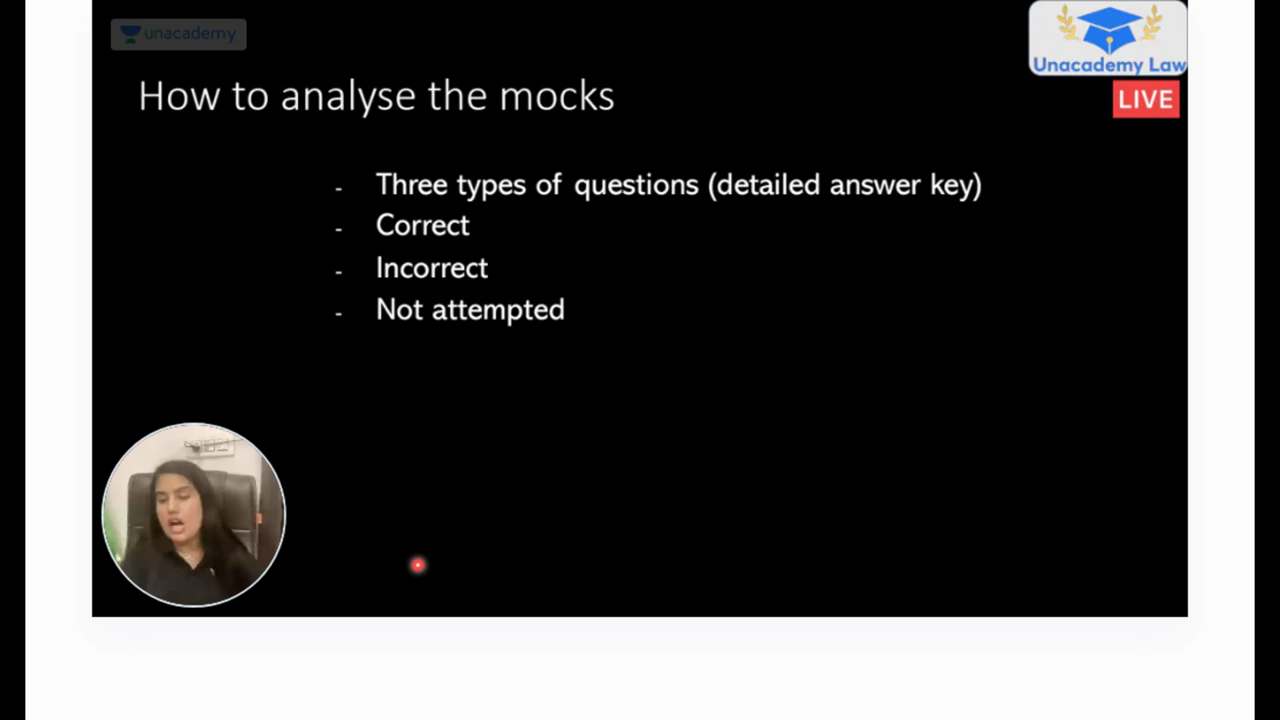 unacademy
Unacademy Law
LIVE
How to analyse the mocks
- Three types of questions (detailed answer key)
- Correct
- Incorrect
- Not attempted